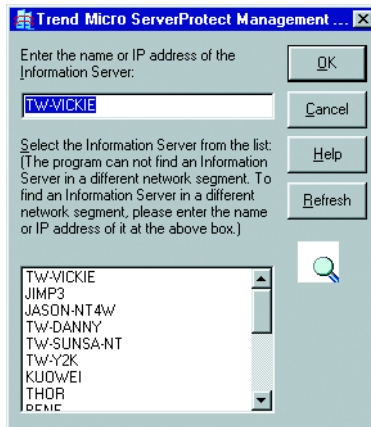 Trend Micro ServerProtect Management ...
Enter the name or IP address of the
Information Server:
TW-VICKIE
OK
Cancel
Help
Refresh
Select the Information Server from the list:
(The program can not find an Information
Server in a different network segment. To
find an Information Server in a different
network segment, please enter the name
or IP address of it at the above box.)
TW-VICKIE
JIMP3
JASON-NT4W
TW-DANNY
TW-SUNSA-NT
TW-Y2K
KUOWEI
THOR